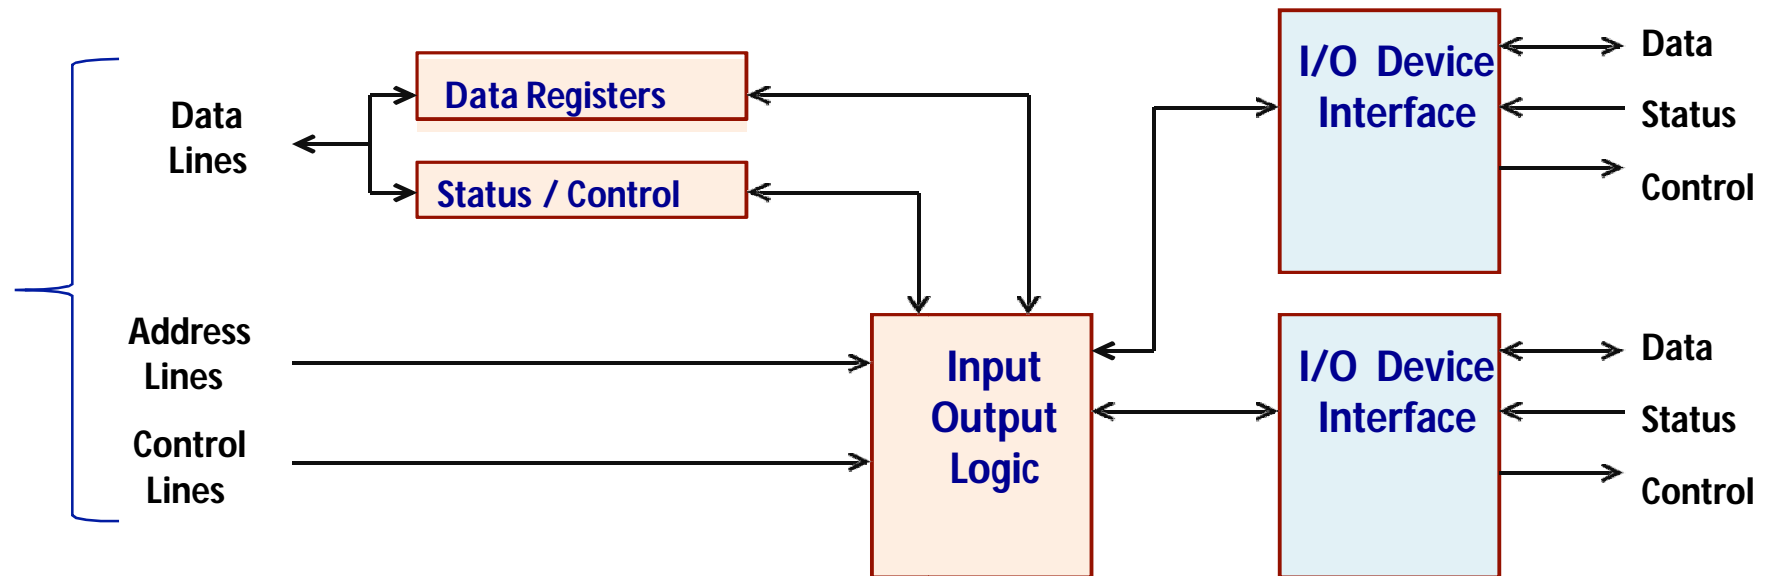 Data
Lines
Data Registers
Status / Control
Address
Lines
Control
Lines
Input
Output
Logic
I/O Device
Interface
Data
Status
Control
I/O Device
Interface
Data
Status
Control